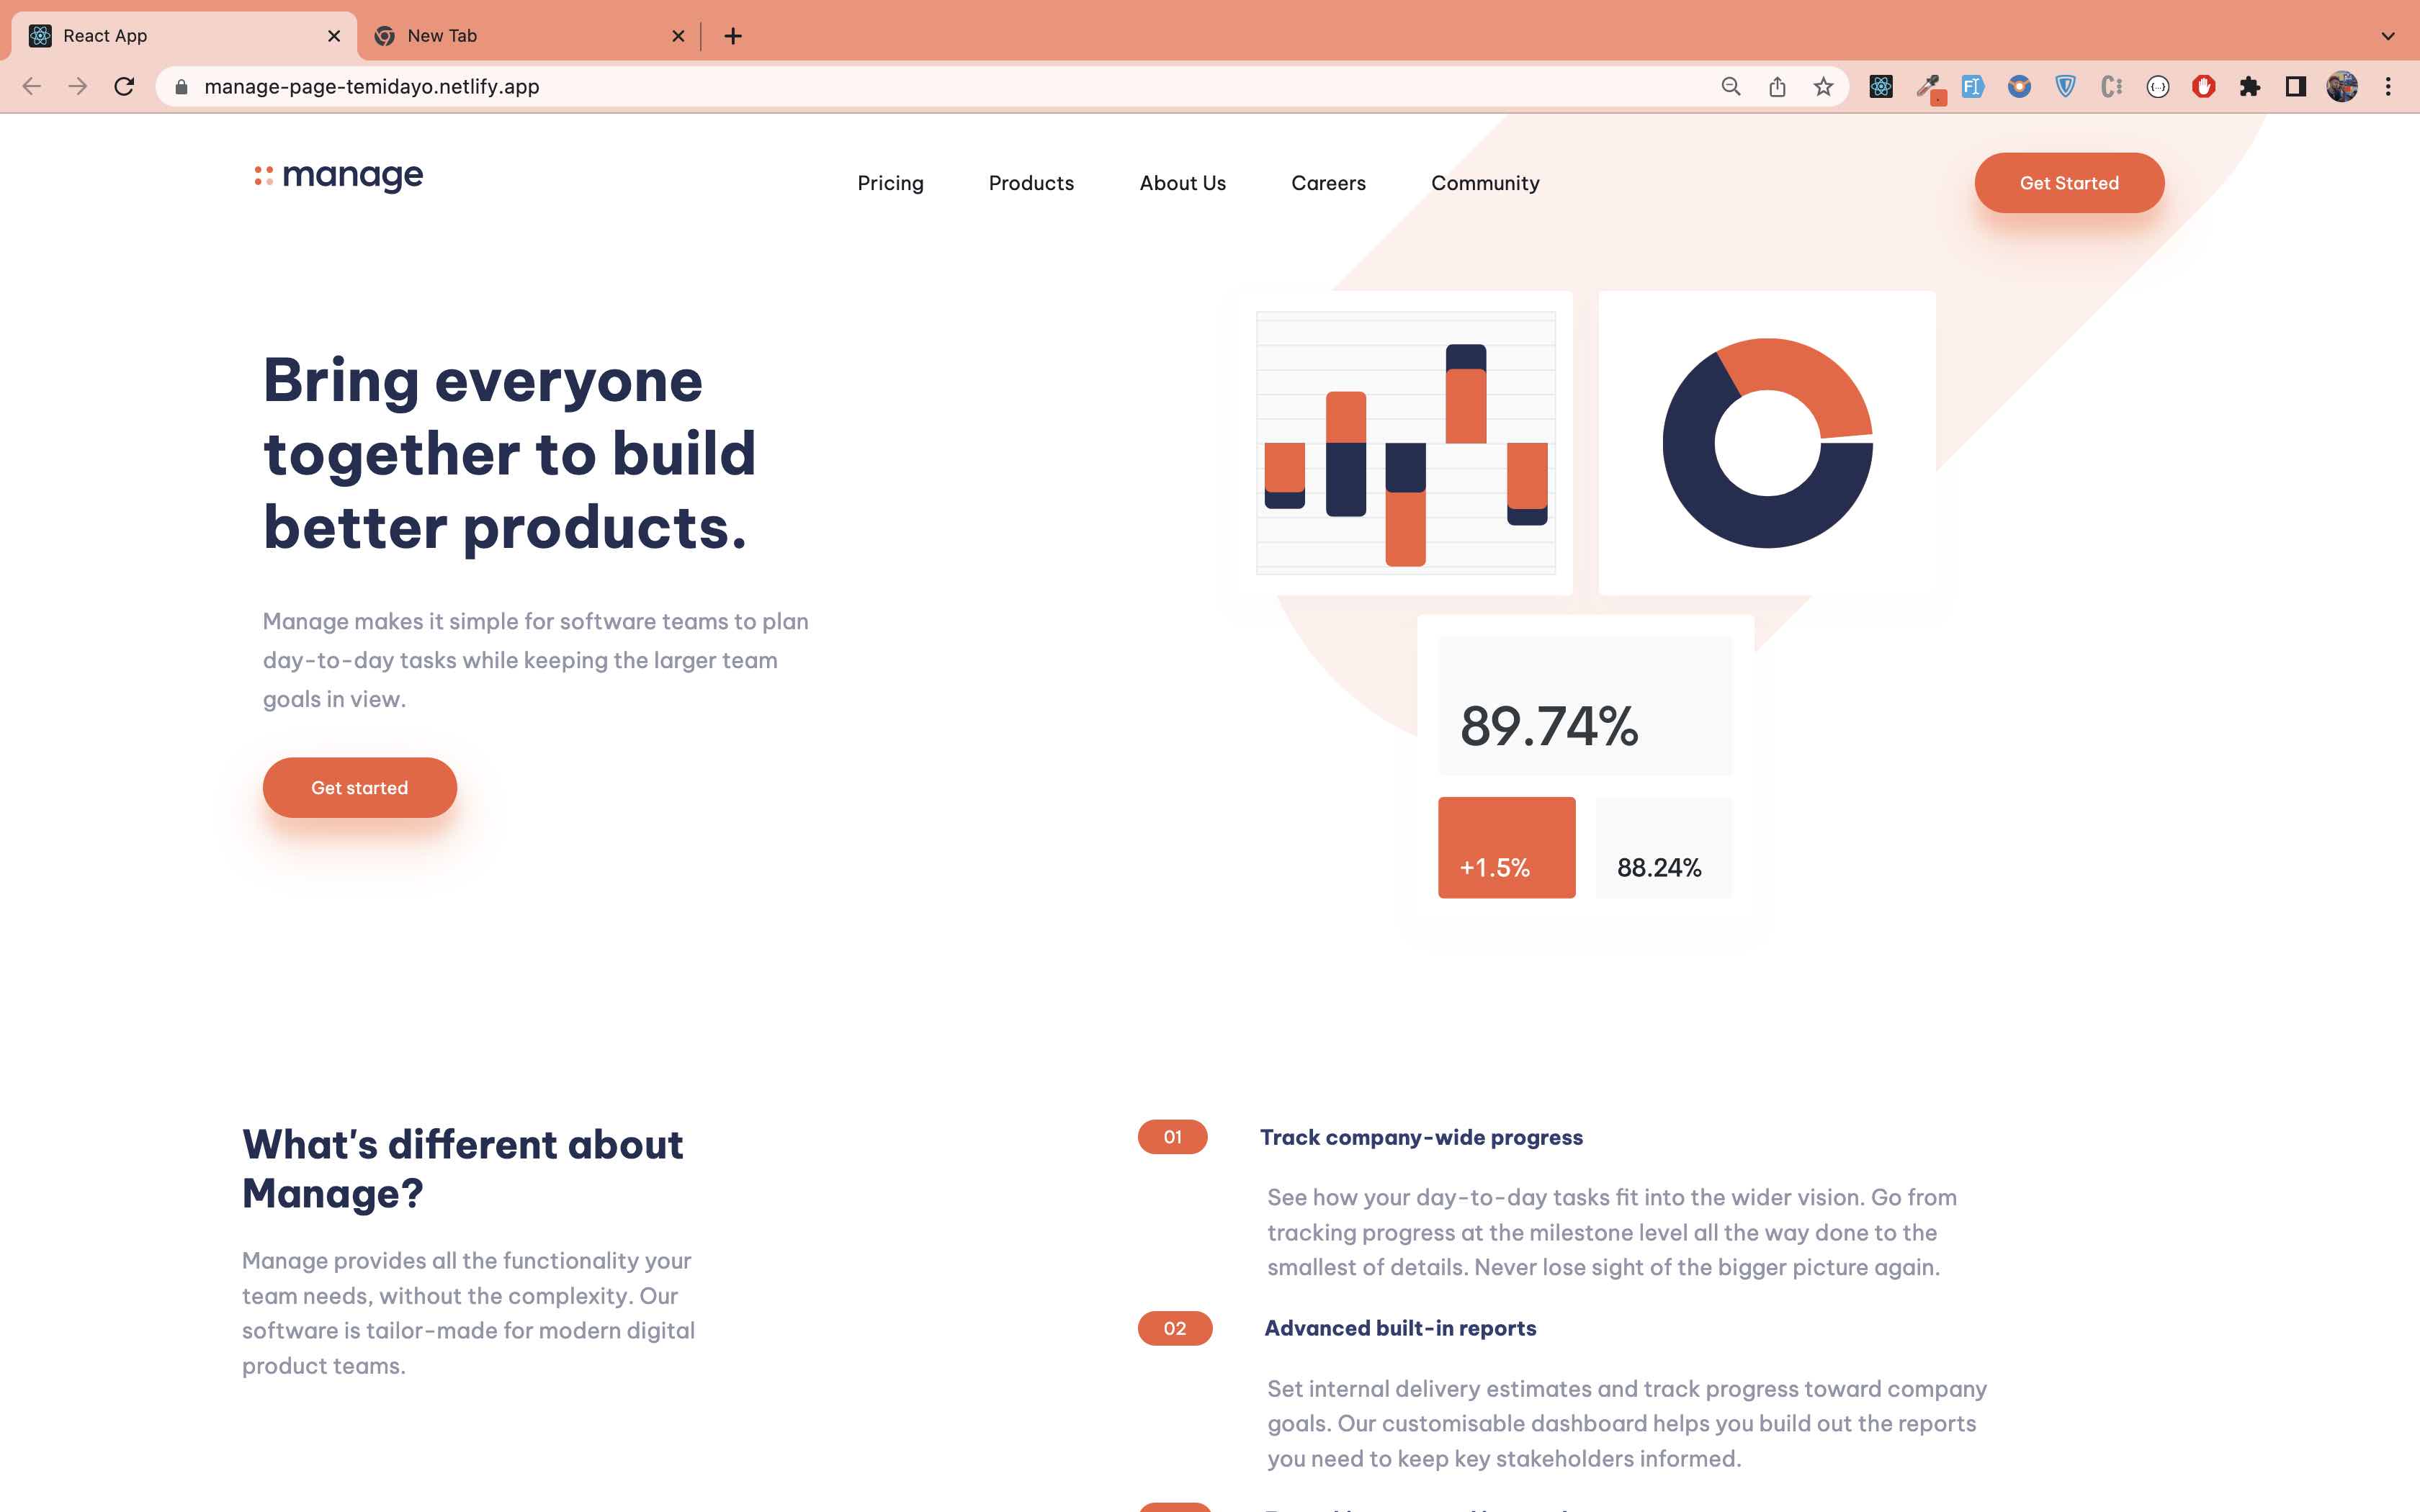 React App
New Tab
manage-page-temidayo.netlify.app
manage
Pricing
Products
About Us
Careers
Community
Get Started
Bring everyone
together to build
better products.
Manage makes it simple for software teams to plan
day-to-day tasks while keeping the larger team
goals in view.
Get started
89.74%
+1.5%
88.24%
What's different about
Manage?
Manage provides all the functionality your
team needs, without the complexity. Our
software is tailor-made for modern digital
product teams.
01
Track company-wide progress
See how your day-to-day tasks fit into the wider vision. Go from
tracking progress at the milestone level all the way done to the
smallest of details. Never lose sight of the bigger picture again.
02
Advanced built-in reports
Set internal delivery estimates and track progress toward company
goals. Our customisable dashboard helps you build out the reports
you need to keep key stakeholders informed.